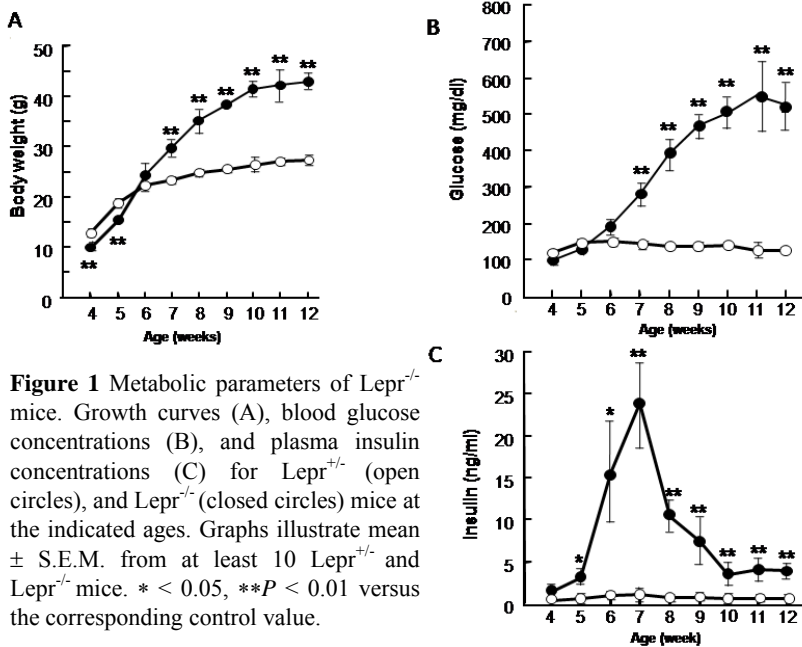 A
50
40
30
20
10
0
Body weight (g)
** ** ** ** ** **
** **
4 5 6 7 8 9 10 11 12
Age (weeks)
B
800
700
600
500
400
300
200
100
0
Glucose (mg/dl)
** ** ** ** ** **
4 5 6 7 8 9 10 11 12
Age (weeks)
C
30
25
20
15
10
5
0
Insulin (ng/ml)
* * ** ** ** ** ** **
4 5 6 7 8 9 10 11 12
Age (week)
Figure 1 Metabolic parameters of Lepr-/-
mice. Growth curves (A), blood glucose
concentrations (B), and plasma insulin
concentrations (C) for Lepr+/- (open
circles), and Lepr-/- (closed circles) mice at
the indicated ages. Graphs illustrate mean
± S.E.M. from at least 10 Lepr+/- and
Lepr-/- mice. * < 0.05, **P < 0.01 versus
the corresponding control value.